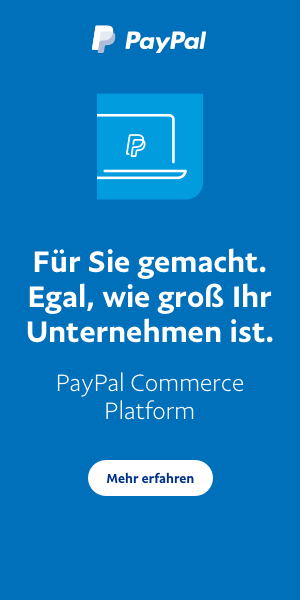 PayPal
Für Sie gemacht.
Egal, wie groß Ihr
Unternehmen ist.
PayPal Commerce
Platform
Mehr erfahren